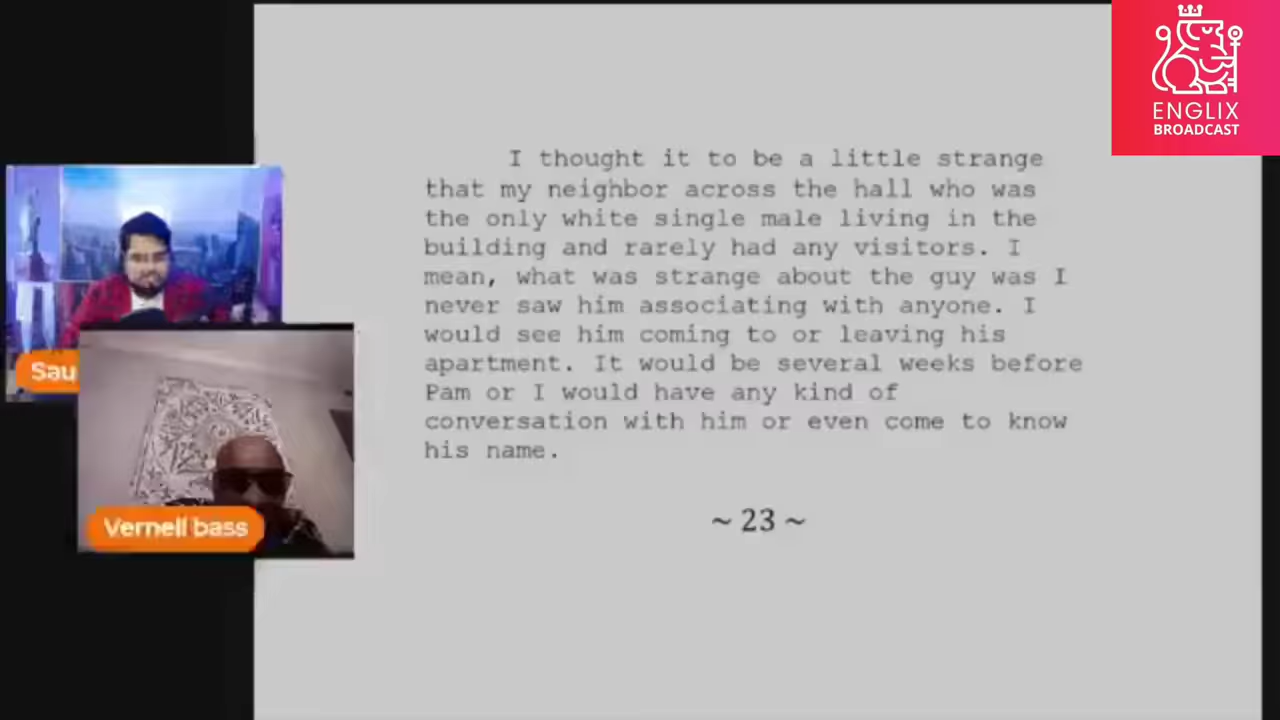 ENGLIX
BROADCAST
I thought it to be a little strange
that my neighbor across the hall who was
the only white single male living in the
building and rarely had any visitors. I
mean, what was strange about the guy was I
never saw him associating with anyone. I
would see him coming to or leaving his
apartment. It would be several weeks before
Pam or I would have any kind of
conversation with him or even come to know
his name.
~ 23 ~
Sau
Vernell bass